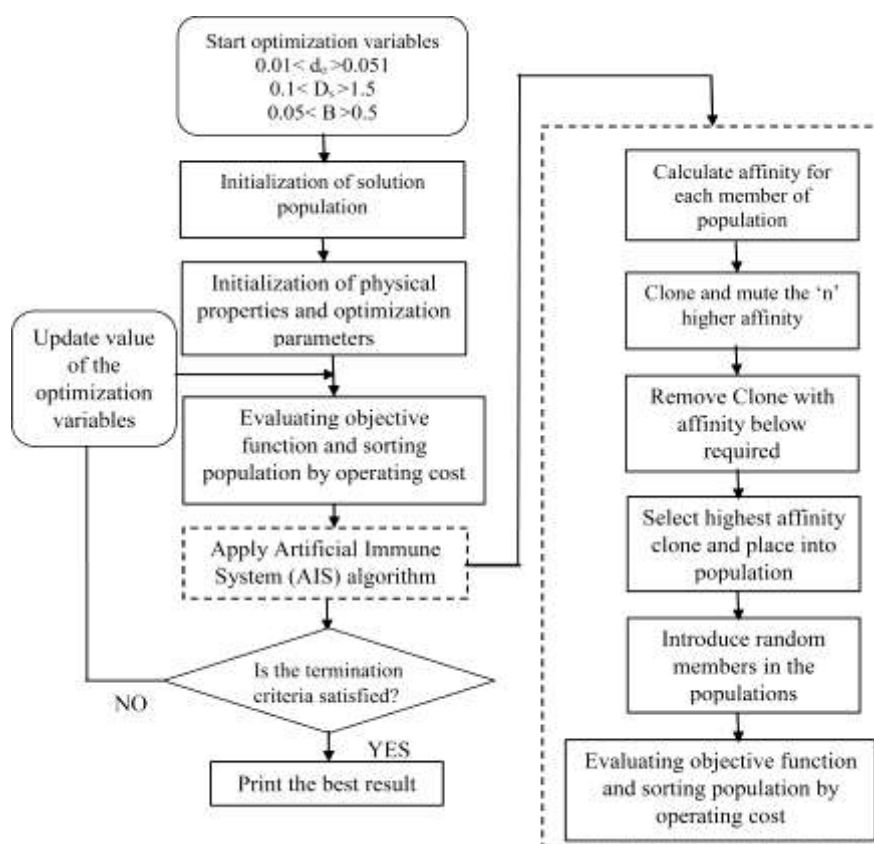 Start optimization variables
0.01< dₒ >0.051
0.1< Dₛ >1.5
0.05< B >0.5
Initialization of solution
population
Initialization of physical
properties and optimization
parameters
Update value
of the
optimization
variables
Evaluating objective
function and sorting
population by operating cost
Apply Artificial Immune
System (AIS) algorithm
Is the termination
criteria satisfied?
NO
YES
Print the best result
Calculate affinity for
each member of
population
Clone and mute the ‘n’
higher affinity
Remove Clone with
affinity below
required
Select highest affinity
clone and place into
population
Introduce random
members in the
populations
Evaluating objective function
and sorting population by
operating cost